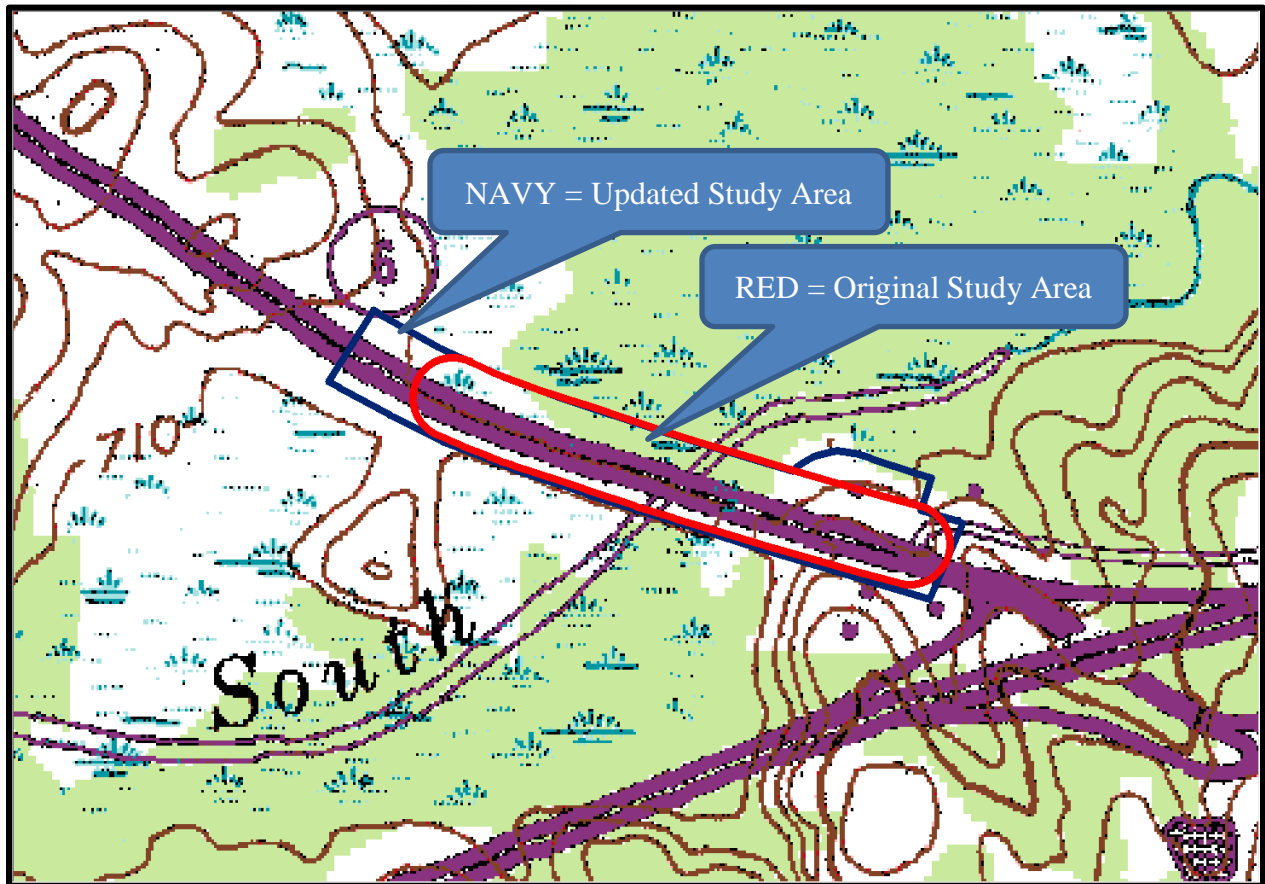 NAVY = Updated Study Area
6
RED = Original Study Area
710
South